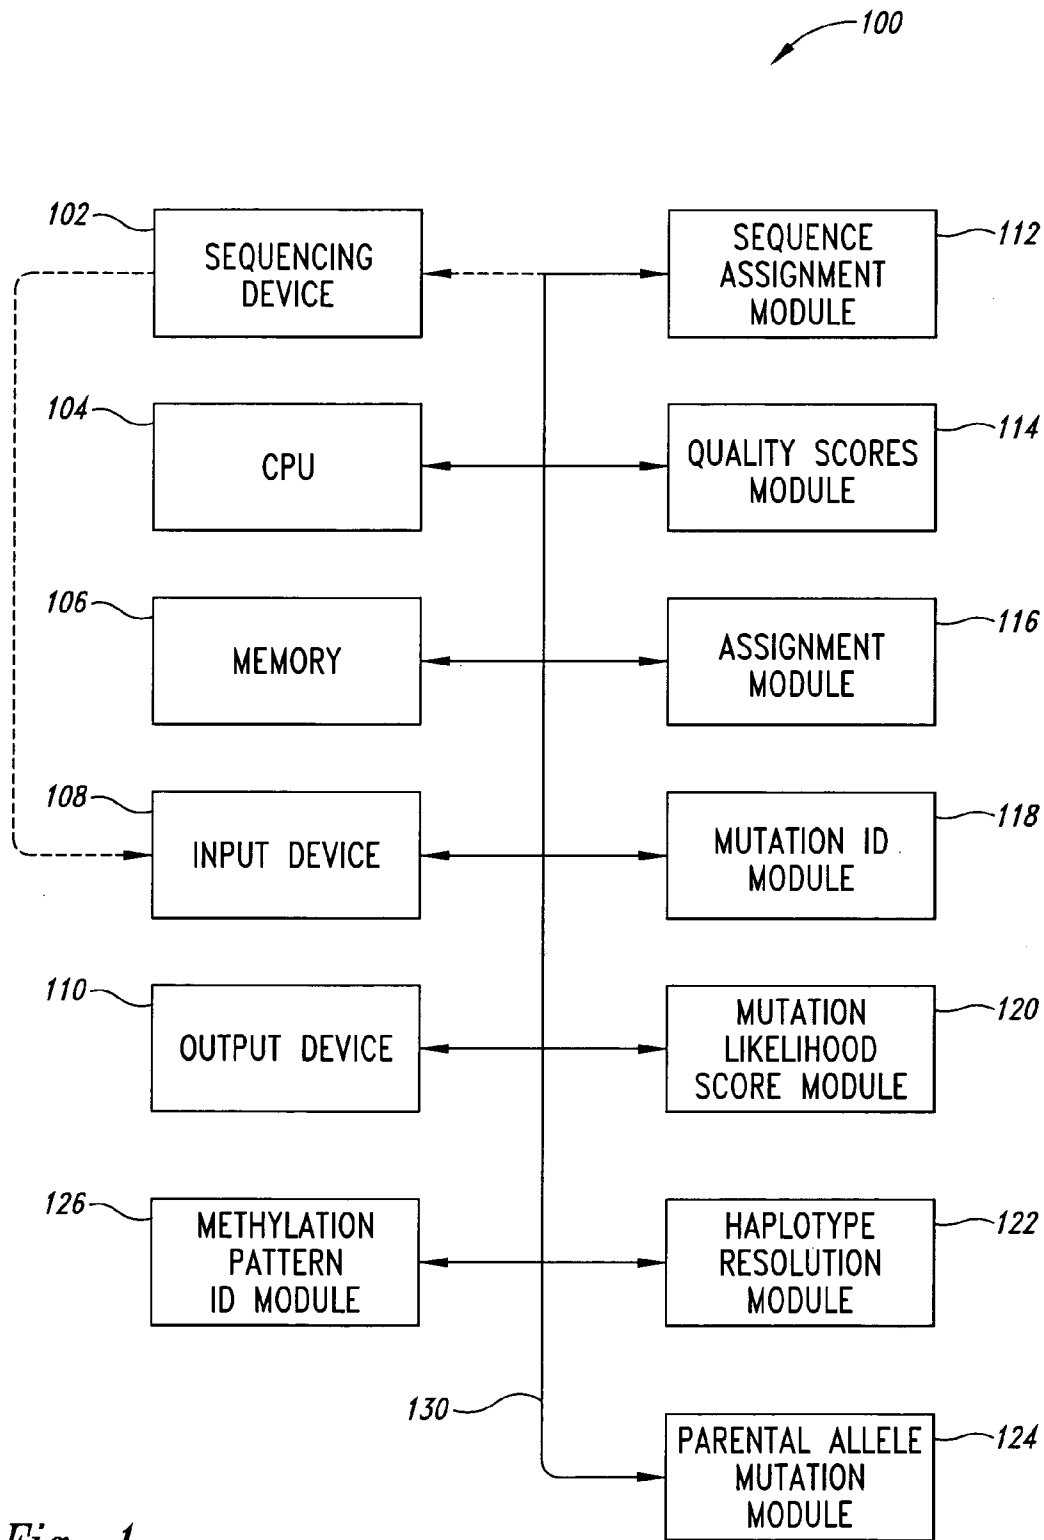 100
102
SEQUENCING
DEVICE
SEQUENCE
ASSIGNMENT
MODULE
112
104
CPU
QUALITY SCORES
MODULE
114
106
MEMORY
ASSIGNMENT
MODULE
116
108
INPUT DEVICE
MUTATION ID
MODULE
118
110
OUTPUT DEVICE
MUTATION
LIKELIHOOD
SCORE MODULE
120
126
METHYLATION
PATTERN
ID MODULE
HAPLOTYPE
RESOLUTION
MODULE
122
130
PARENTAL ALLELE
MUTATION
MODULE
124
Fig. 1